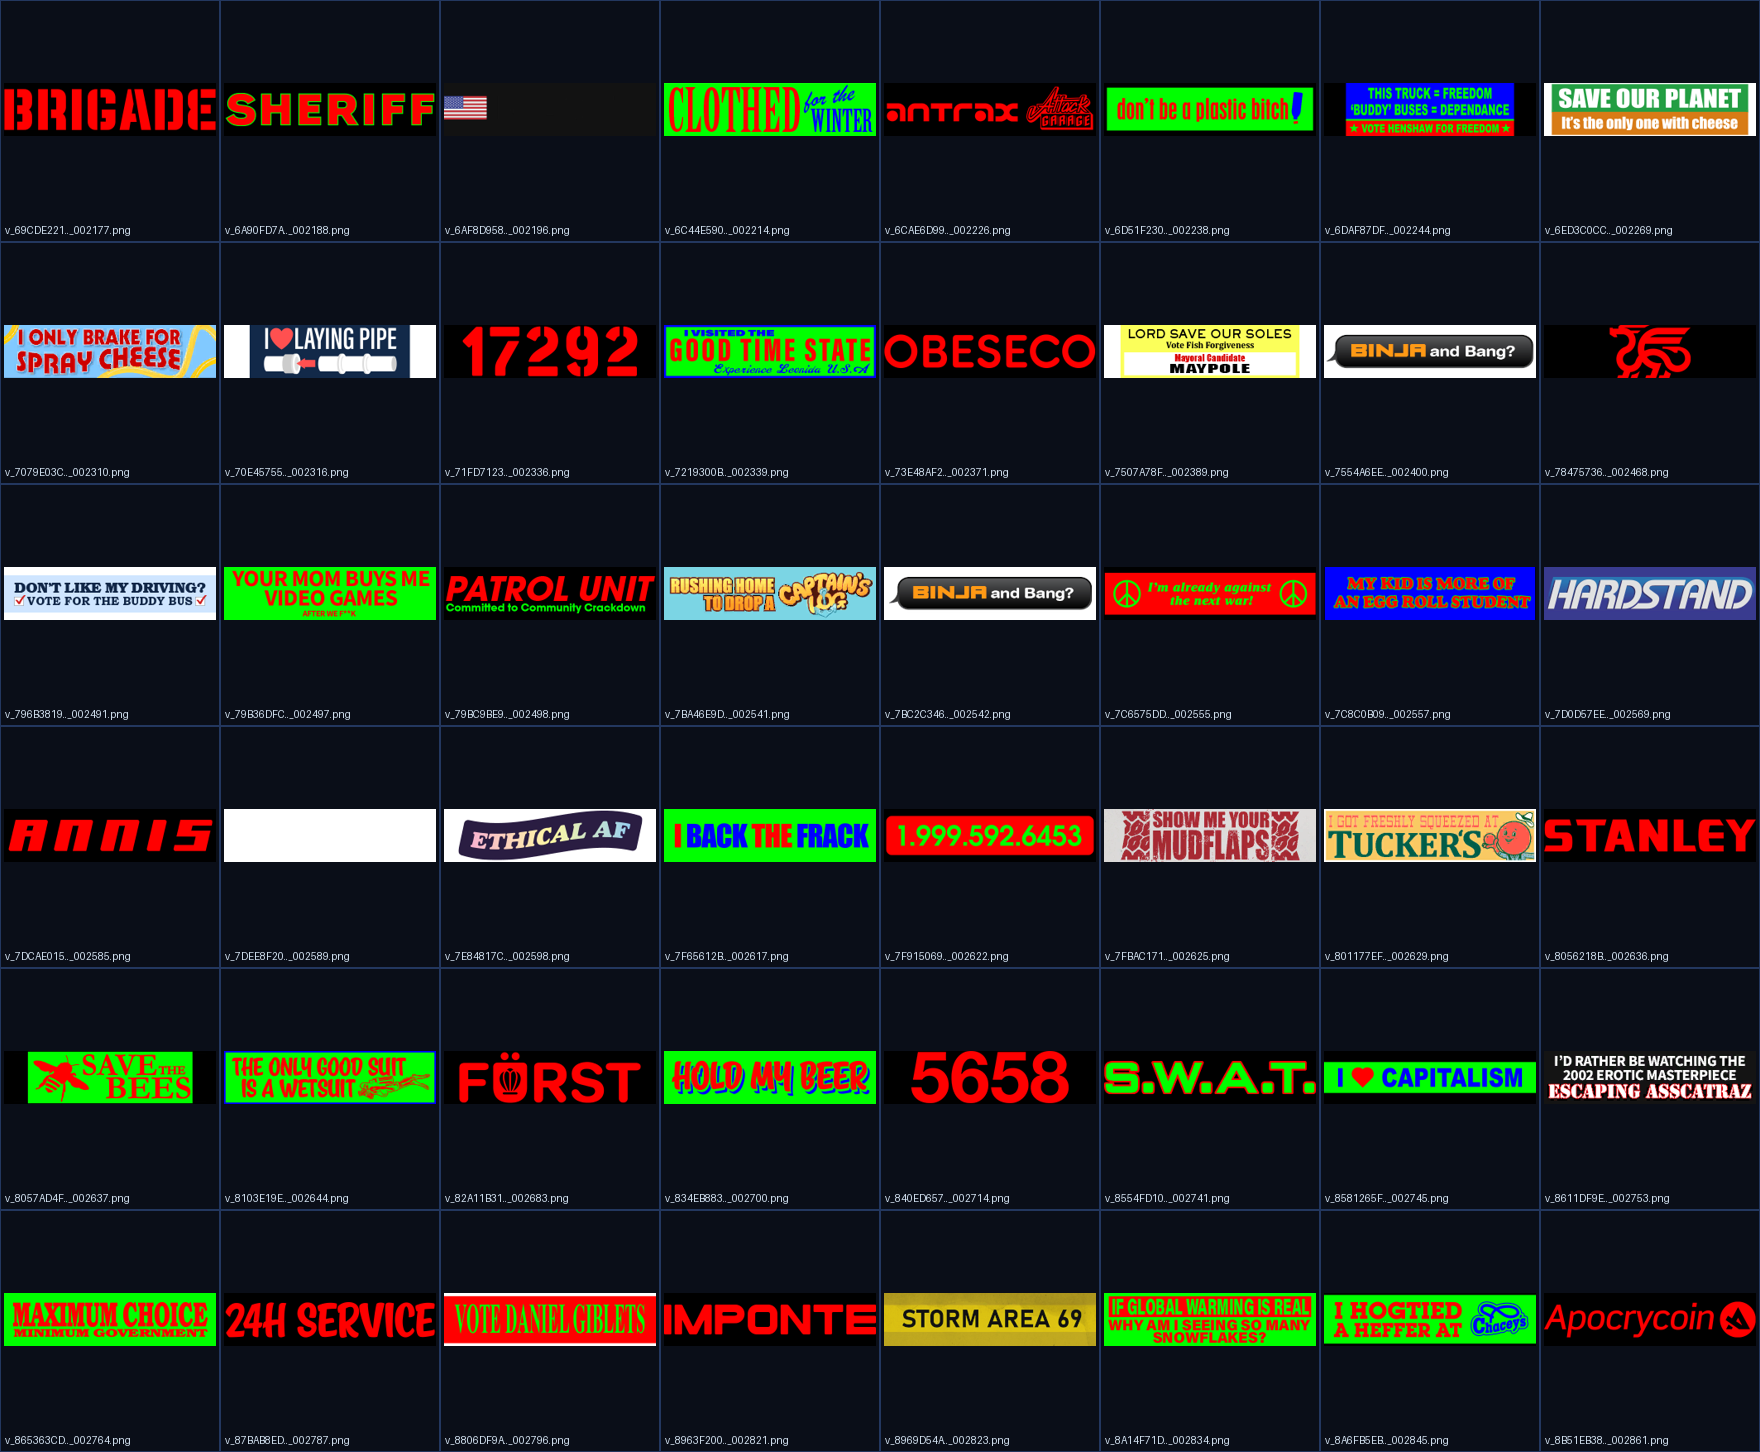 BRIGADE
v_69CDE221.._002177.png
SHERIFF
v_6A90FD7A.._002188.png
v_6AF8D958.._002196.png
CLOTHED for the WINTER
v_6C44E590.._002214.png
antrax Attack GARAGE
v_6CAE6D99.._002226.png
don't be a plastic bitch!
v_6D51F230.._002238.png
THIS TRUCK = FREEDOM
'BUDDY' BUSES = DEPENDANCE
★ VOTE HENSHAW FOR FREEDOM ★
v_6DAF87DF.._002244.png
SAVE OUR PLANET
It's the only one with cheese
v_6ED3C0CC.._002269.png
I ONLY BRAKE FOR
SPRAY CHEESE
v_7079E03C.._002310.png
I ♥ LAYING PIPE
v_70E45755.._002316.png
17292
v_71FD7123.._002336.png
I VISITED THE
GOOD TIME STATE
Experience Leonida U.S.A
v_7219300B.._002339.png
OBESECO
v_73E48AF2.._002371.png
LORD SAVE OUR SOLES
Vote Fish Forgiveness
Mayoral Candidate
MAYPOLE
v_7507A78F.._002389.png
BINJA and Bang?
v_7554A6EE.._002400.png
v_78475736.._002468.png
DON'T LIKE MY DRIVING?
VOTE FOR THE BUDDY BUS
v_796B3819.._002491.png
YOUR MOM BUYS ME
VIDEO GAMES
AFTER WE F**K
v_79B36DFC.._002497.png
PATROL UNIT
Committed to Community Crackdown
v_79BC9BE9.._002498.png
RUSHING HOME
TO DROP A
CAPTAIN'S
LOG
v_7BA46E9D.._002541.png
BINJA and Bang?
v_7BC2C346.._002542.png
I'm already against
the next war!
v_7C6575DD.._002555.png
MY KID IS MORE OF
AN EGG ROLL STUDENT
v_7C8C0B09.._002557.png
HARDSTAND
v_7D0D57EE.._002569.png
ANNIS
v_7DCAE015.._002585.png
v_7DEE8F20.._002589.png
ETHICAL AF
v_7E84817C.._002598.png
I BACK THE FRACK
v_7F65612B.._002617.png
1.999.592.6453
v_7F915069.._002622.png
SHOW ME YOUR
MUDFLAPS
v_7FBAC171.._002625.png
I GOT FRESHLY SQUEEZED AT
TUCKER'S
v_801177EF.._002629.png
STANLEY
v_8056218B.._002636.png
SAVE THE
BEES
v_8057AD4F.._002637.png
THE ONLY GOOD SUIT
IS A WETSUIT
v_8103E19E.._002644.png
FÜRST
v_82A11B31.._002683.png
HOLD MY BEER
v_834EB883.._002700.png
5658
v_840ED657.._002714.png
S.W.A.T.
v_8554FD10.._002741.png
I ♥ CAPITALISM
v_8581265F.._002745.png
I'D RATHER BE WATCHING THE
2002 EROTIC MASTERPIECE
ESCAPING ASSCATRAZ
v_8611DF9E.._002753.png
MAXIMUM CHOICE
MINIMUM GOVERNMENT
v_865363CD.._002764.png
24H SERVICE
v_87BAB8ED.._002787.png
VOTE DANIEL GIBLETS
v_8806DF9A.._002796.png
IMPONTE
v_8963F200.._002821.png
STORM AREA 69
v_8969D54A.._002823.png
IF GLOBAL WARMING IS REAL
WHY AM I SEEING SO MANY
SNOWFLAKES?
v_8A14F71D.._002834.png
I HOGTIED
A HEFFER AT
Chacey's
v_8A6FB5EB.._002845.png
Apocrycoin
v_8B51EB38.._002861.png